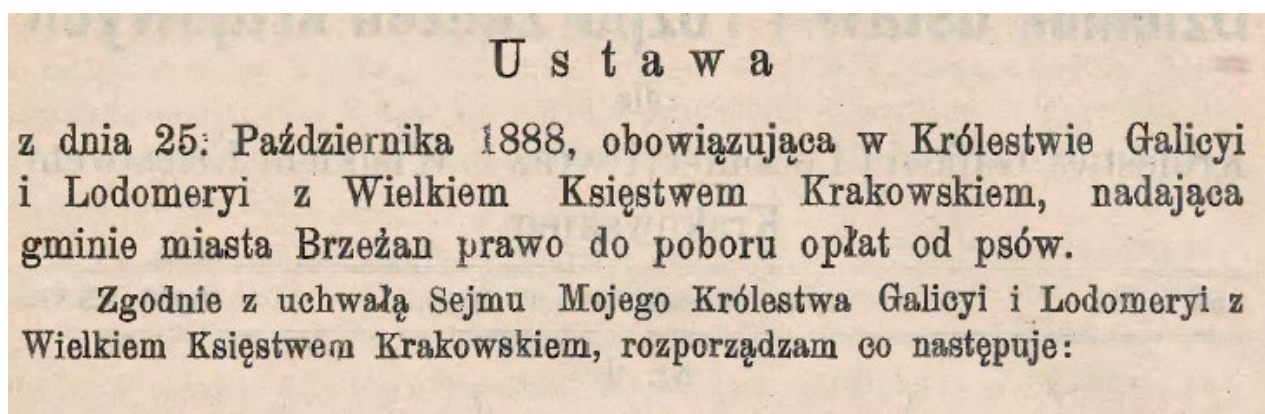 Ustawa
z dnia 25. Października 1888, obowiązująca w Królestwie Galicyi
i Lodomeryi z Wielkiem Księstwem Krakowskiem, nadająca
gminie miasta Brzeżan prawo do poboru opłat od psów.
Zgodnie z uchwałą Sejmu Mojego Królestwa Galicyi i Lodomeryi z
Wielkiem Księstwem Krakowskiem, rozporządzam co następuje: